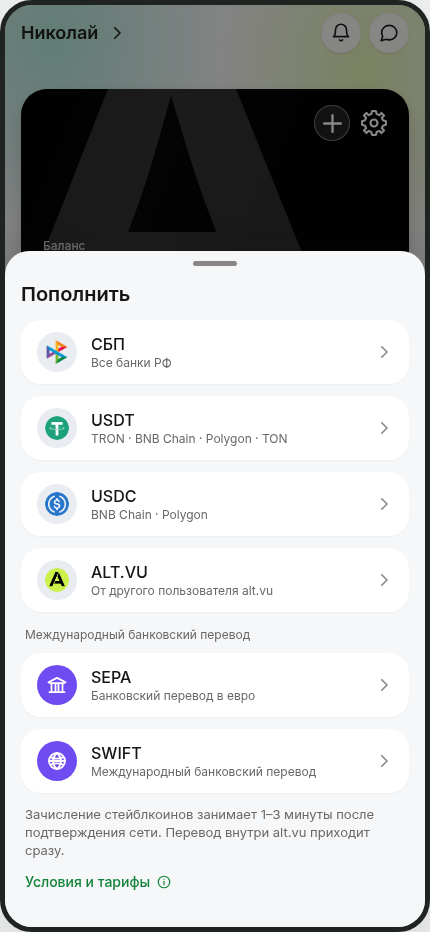 Николай
Баланс
Пополнить
СБП
Все банки РФ
USDT
TRON · BNB Chain · Polygon · TON
USDC
BNB Chain · Polygon
ALT.VU
От другого пользователя alt.vu
Международный банковский перевод
SEPA
Банковский перевод в евро
SWIFT
Международный банковский перевод
Зачисление стейблкоинов занимает 1–3 минуты после
подтверждения сети. Перевод внутри alt.vu приходит
сразу.
Условия и тарифы